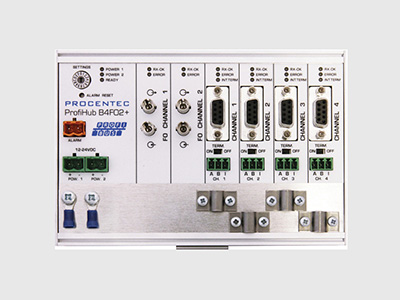 SETTINGS
POWER 1
POWER 2
READY
ALARM RESET
PROCENTEC
ProfiHub B4FO2+
PROFI
BUS
ALARM
12-24VDC
POW. 1
POW. 2
RX-OK
ERROR
FO CHANNEL 1
RX-OK
ERROR
FO CHANNEL 2
RX-OK
ERROR
INT.TERM
CHANNEL 1
TERM.
ON OFF
A B I
CH. 1
RX-OK
ERROR
INT.TERM
CHANNEL 2
TERM.
ON OFF
A B I
CH. 2
RX-OK
ERROR
INT.TERM
CHANNEL 3
TERM.
ON OFF
A B I
CH. 3
RX-OK
ERROR
INT.TERM
CHANNEL 4
TERM.
ON OFF
A B I
CH. 4